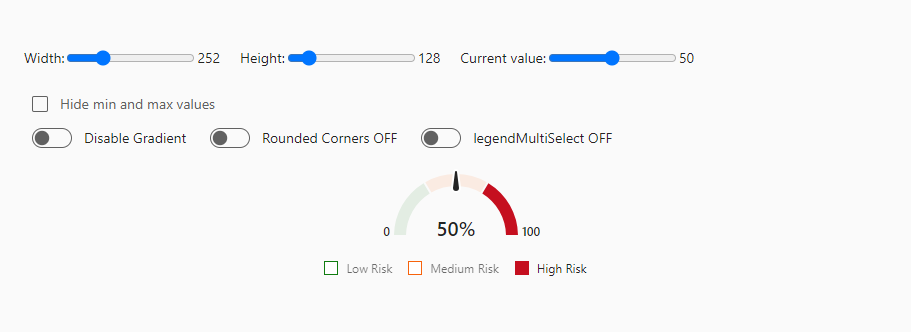 Width: 252 Height: 128 Current value: 50
Hide min and max values
Disable Gradient Rounded Corners OFF legendMultiSelect OFF
0 50% 100
Low Risk Medium Risk High Risk